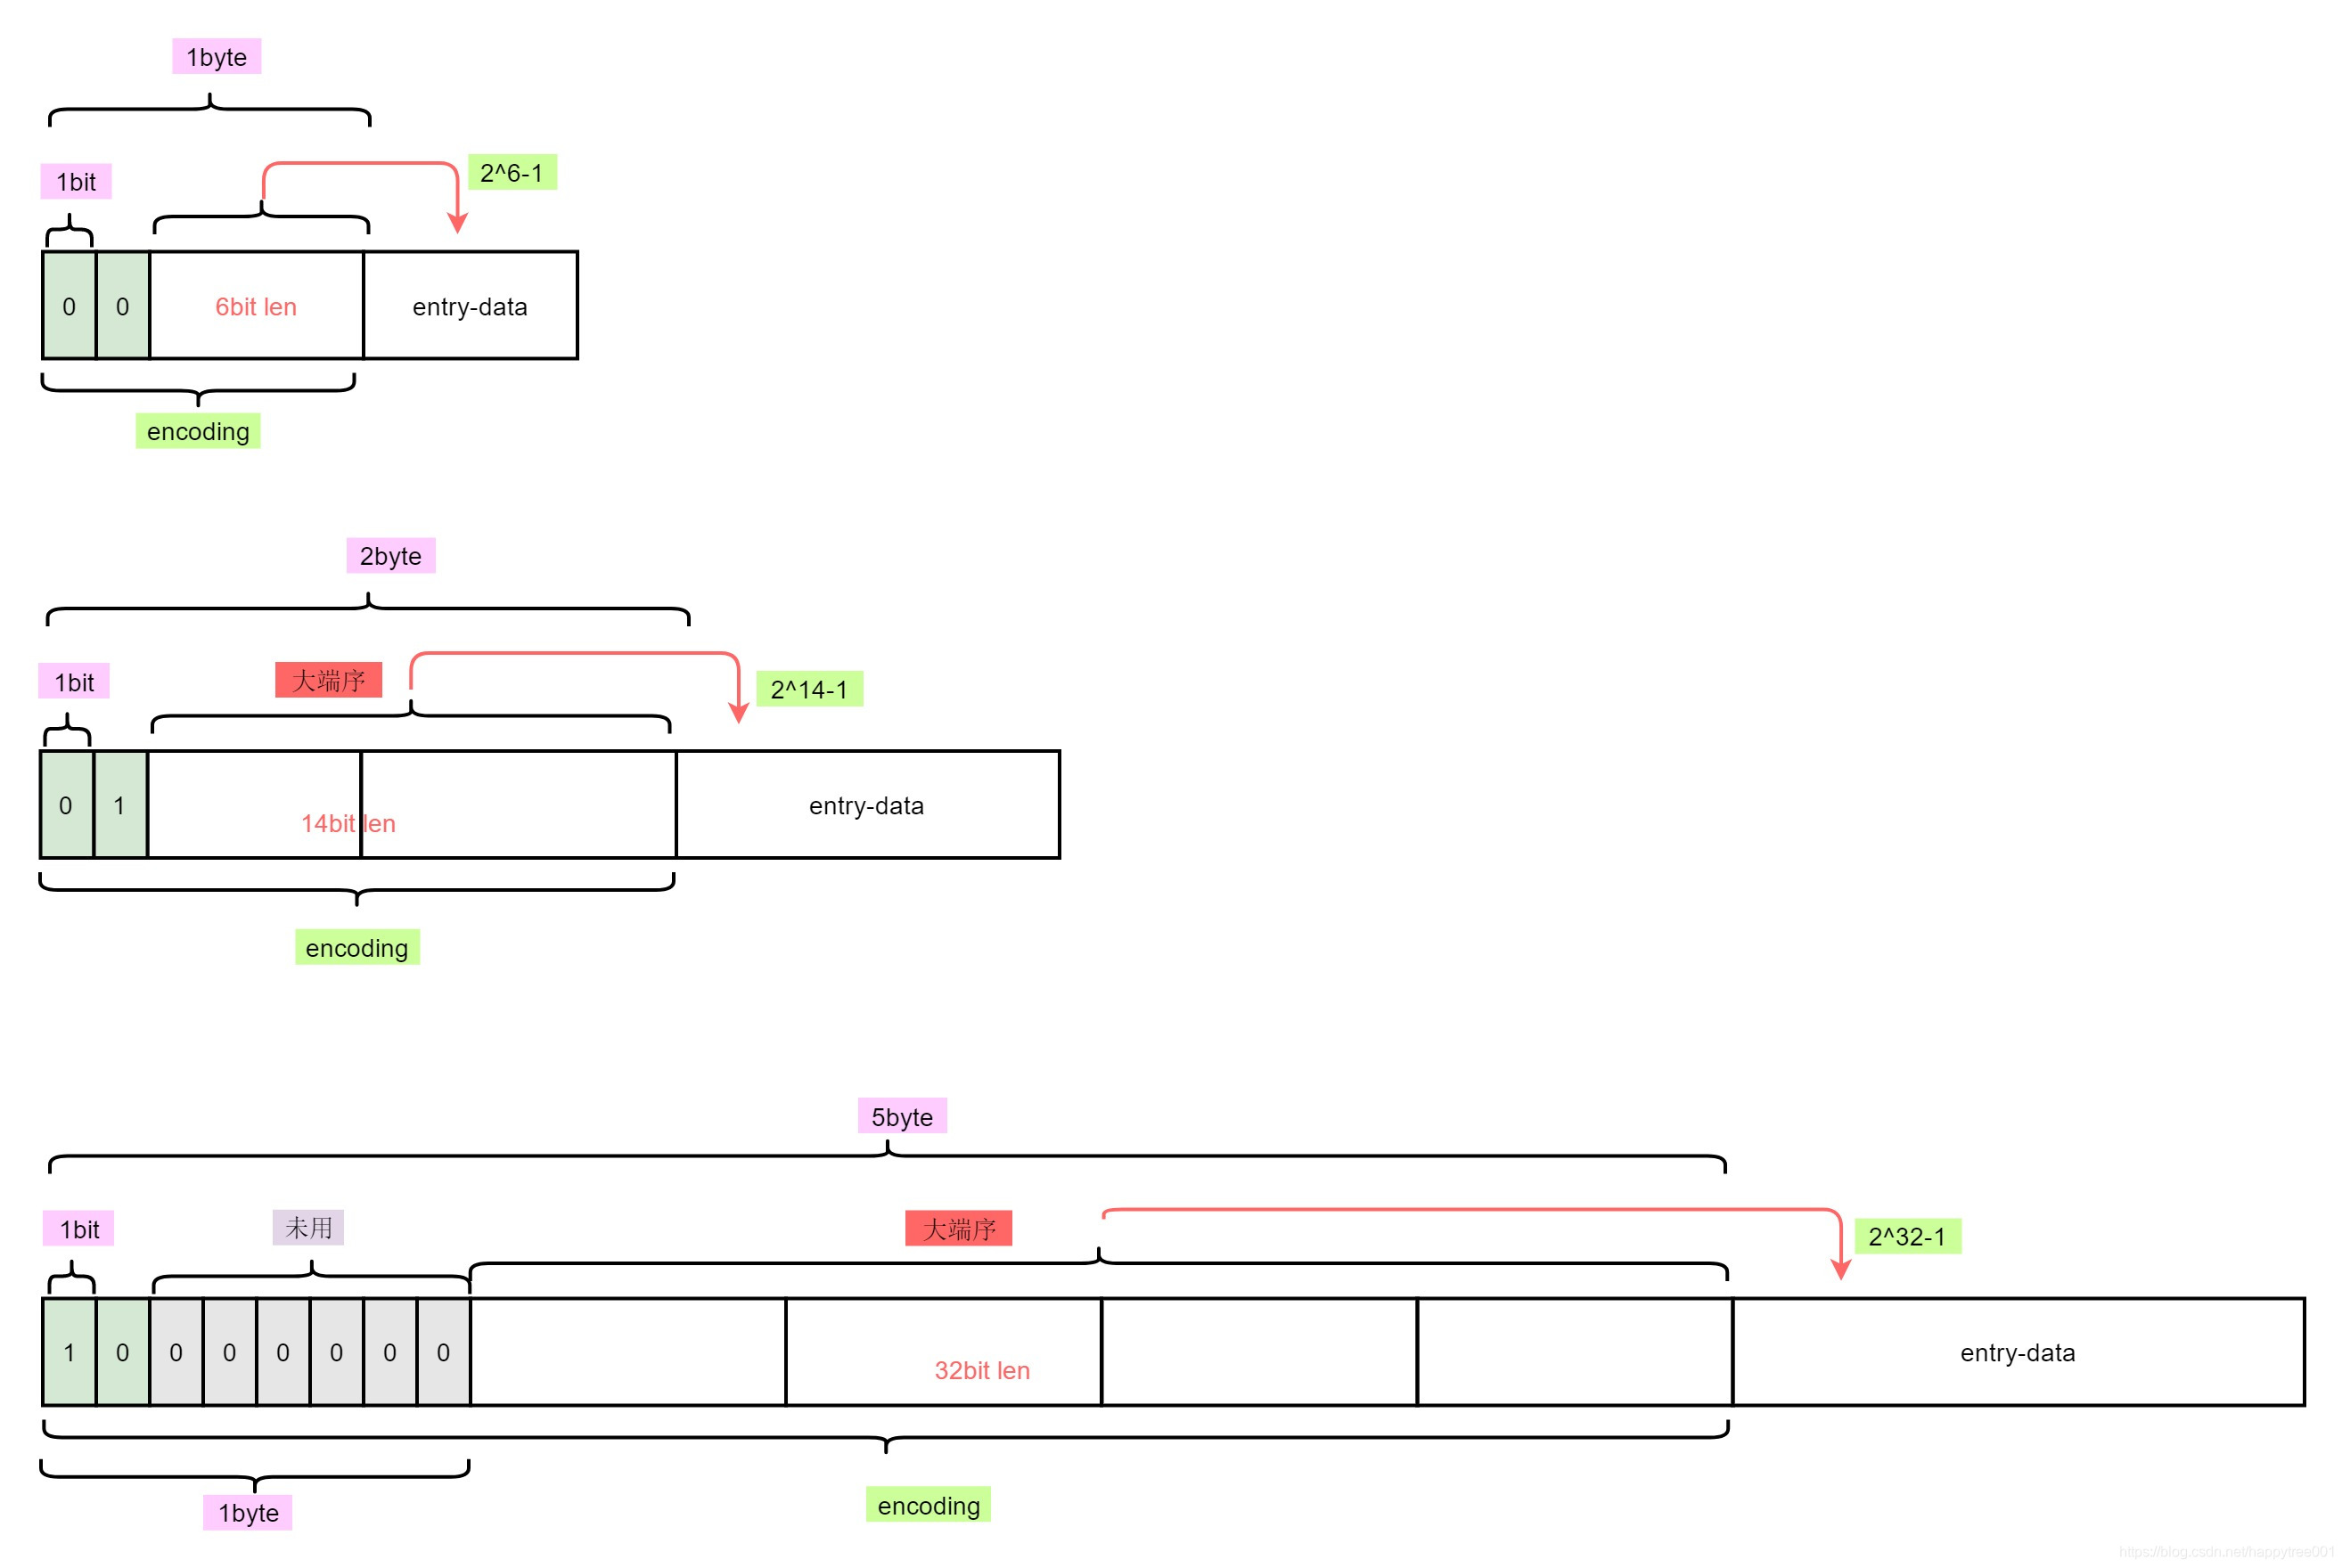 1byte
1bit
2^6-1
0 0 6bit len entry-data
encoding
2byte
1bit 大端序 2^14-1
0 1 14bit len entry-data
encoding
5byte
1bit 未用 大端序 2^32-1
1 0 0 0 0 0 0 0 32bit len entry-data
encoding
1byte
https://blog.csdn.net/happytree001